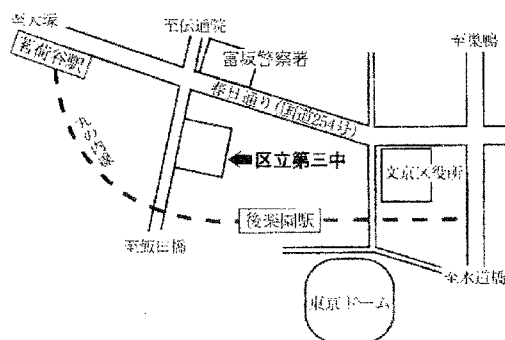 至大塚
至伝通院
至巣鴨
茗荷谷駅
富坂警察署
春日通り(国道254号)
丸の内線
区立第三中
文京区役所
後楽園駅
至飯田橋
至水道橋
東京ドーム